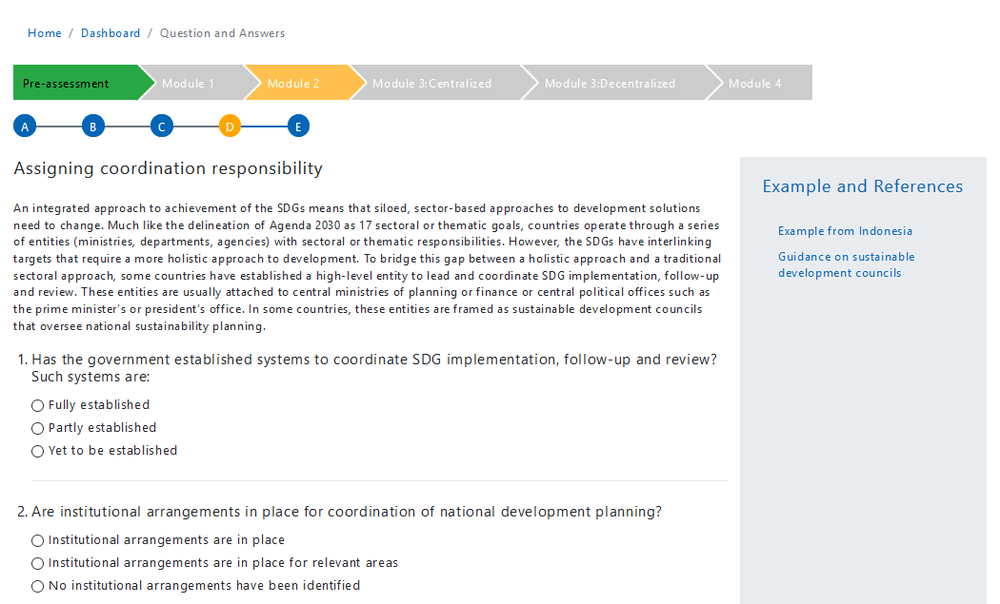 Home / Dashboard / Question and Answers
Pre-assessment
Module 1
Module 2
Module 3:Centralized
Module 3:Decentralized
Module 4
A
B
C
D
E
Assigning coordination responsibility
An integrated approach to achievement of the SDGs means that siloed, sector-based approaches to development solutions
need to change. Much like the delineation of Agenda 2030 as 17 sectoral or thematic goals, countries operate through a series
of entities (ministries, departments, agencies) with sectoral or thematic responsibilities. However, the SDGs have interlinking
targets that require a more holistic approach to development. To bridge this gap between a holistic approach and a traditional
sectoral approach, some countries have established a high-level entity to lead and coordinate SDG implementation, follow-up
and review. These entities are usually attached to central ministries of planning or finance or central political offices such as
the prime minister's or president's office. In some countries, these entities are framed as sustainable development councils
that oversee national sustainability planning.
1. Has the government established systems to coordinate SDG implementation, follow-up and review?
Such systems are:
Fully established
Partly established
Yet to be established
2. Are institutional arrangements in place for coordination of national development planning?
Institutional arrangements are in place
Institutional arrangements are in place for relevant areas
No institutional arrangements have been identified
Example and References
Example from Indonesia
Guidance on sustainable
development councils